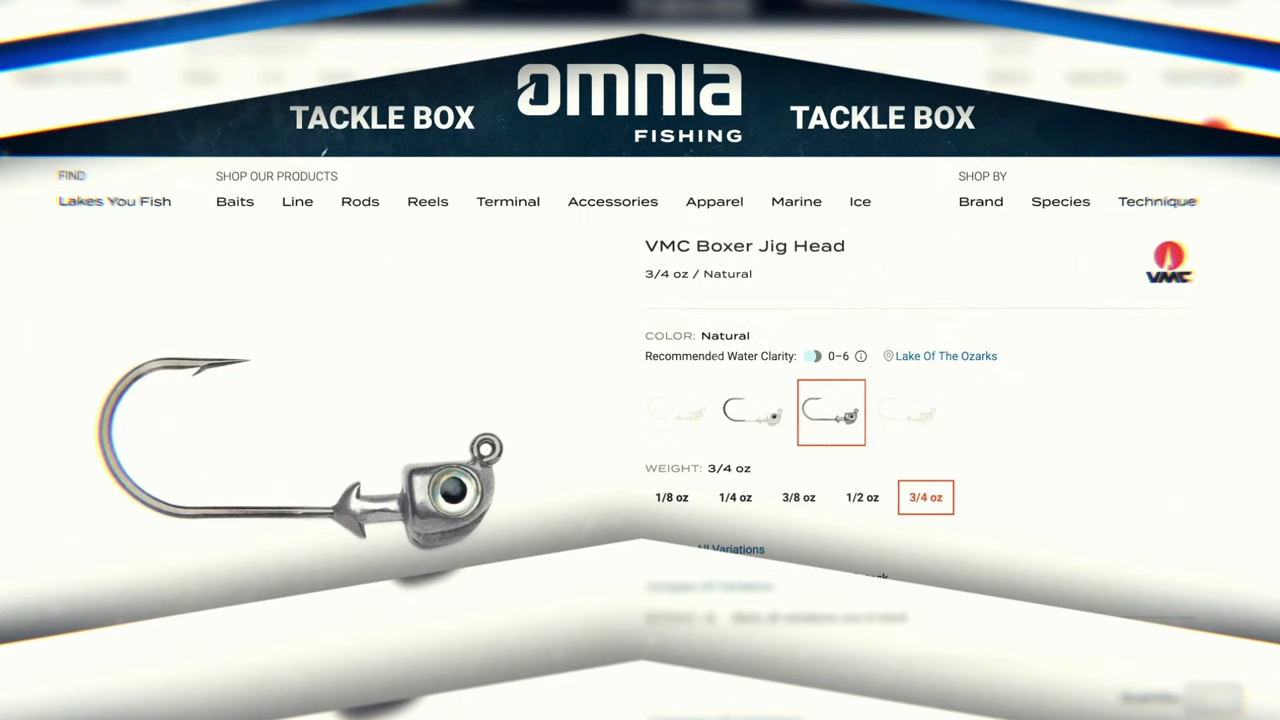 TACKLE BOX
omnia
FISHING
TACKLE BOX
FIND
SHOP OUR PRODUCTS
SHOP BY
Lakes You Fish
Baits Line Rods Reels Terminal Accessories Apparel Marine Ice
Brand Species Technique
VMC Boxer Jig Head
3/4 oz / Natural
VMC
COLOR: Natural
Recommended Water Clarity: 0–6 Lake Of The Ozarks
WEIGHT: 3/4 oz
1/8 oz 1/4 oz 3/8 oz 1/2 oz 3/4 oz
All Variations